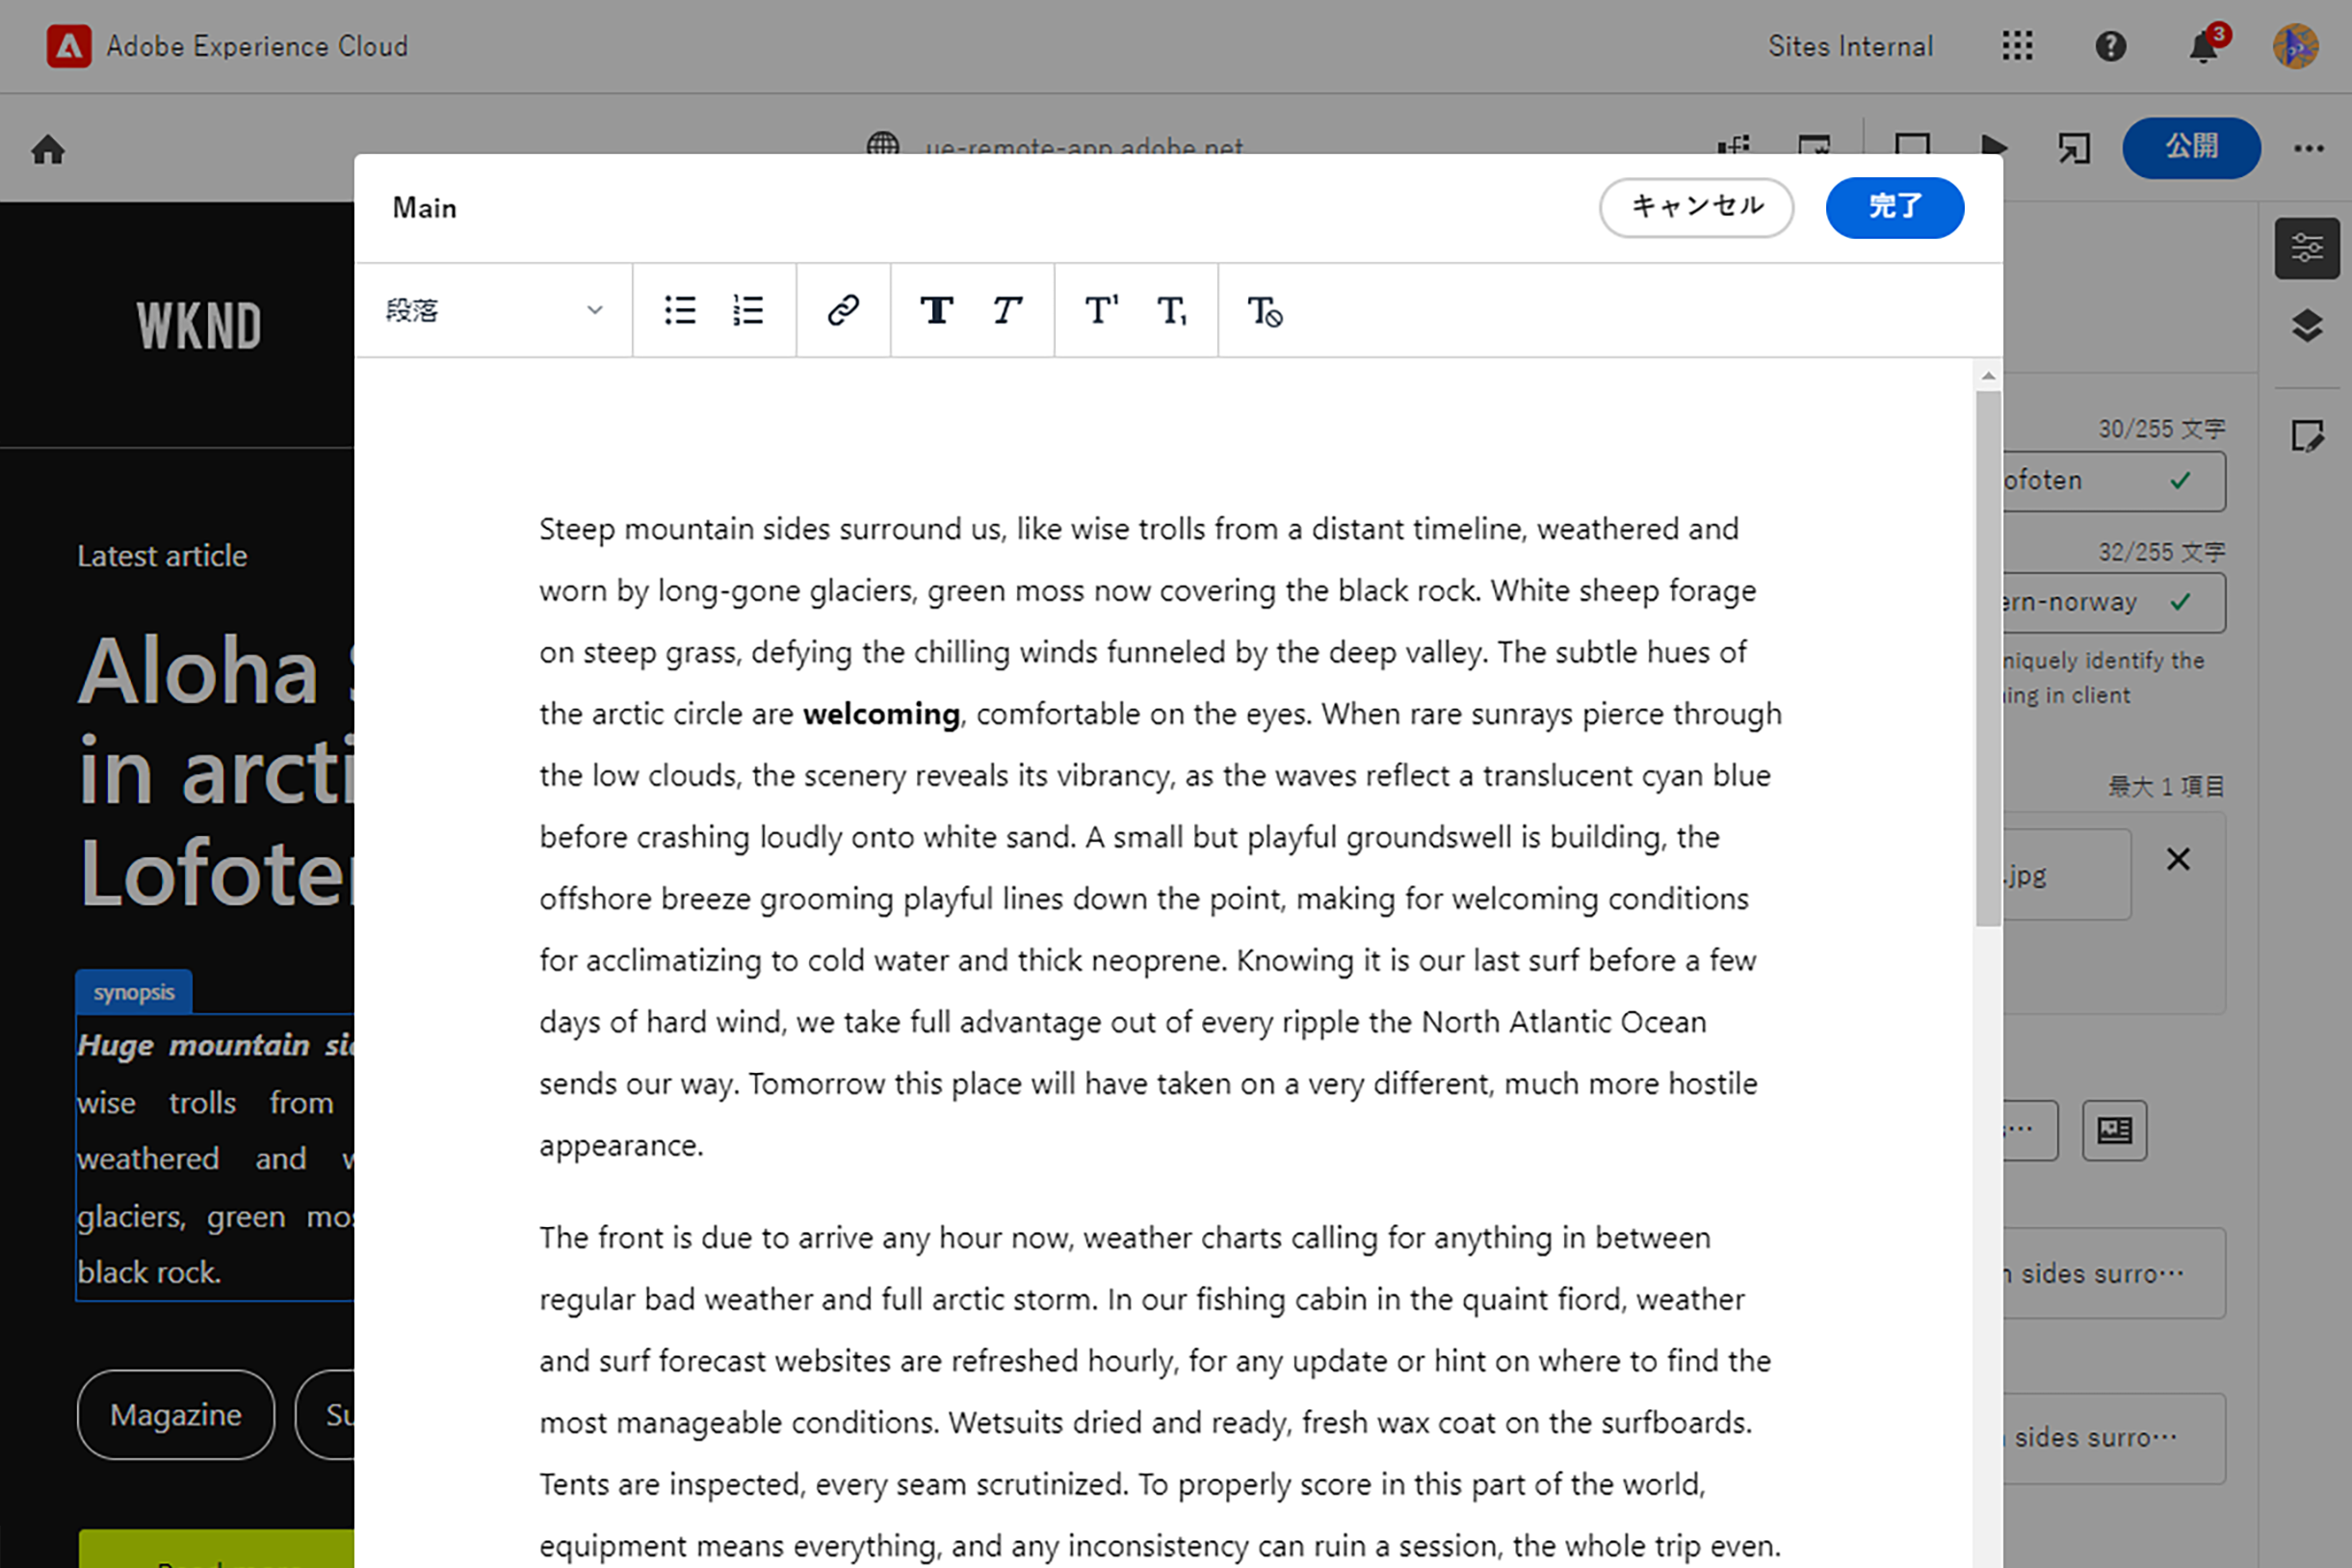 Adobe Experience Cloud
Sites Internal
3
ue-remote-app.adobe.net
公開
Main
キャンセル
完了
段落
WKND
Latest article
Aloha
in arcti
Lofoten
synopsis
Huge mountain sid
wise trolls from
weathered and w
glaciers, green mos
black rock.
Magazine
Su
Steep mountain sides surround us, like wise trolls from a distant timeline, weathered and
worn by long-gone glaciers, green moss now covering the black rock. White sheep forage
on steep grass, defying the chilling winds funneled by the deep valley. The subtle hues of
the arctic circle are welcoming, comfortable on the eyes. When rare sunrays pierce through
the low clouds, the scenery reveals its vibrancy, as the waves reflect a translucent cyan blue
before crashing loudly onto white sand. A small but playful groundswell is building, the
offshore breeze grooming playful lines down the point, making for welcoming conditions
for acclimatizing to cold water and thick neoprene. Knowing it is our last surf before a few
days of hard wind, we take full advantage out of every ripple the North Atlantic Ocean
sends our way. Tomorrow this place will have taken on a very different, much more hostile
appearance.
The front is due to arrive any hour now, weather charts calling for anything in between
regular bad weather and full arctic storm. In our fishing cabin in the quaint fiord, weather
and surf forecast websites are refreshed hourly, for any update or hint on where to find the
most manageable conditions. Wetsuits dried and ready, fresh wax coat on the surfboards.
Tents are inspected, every seam scrutinized. To properly score in this part of the world,
equipment means everything, and any inconsistency can ruin a session, the whole trip even.
30/255 文字
ofoten
32/255 文字
ern-norway
niquely identify the
ing in client
最大 1 項目
.jpg
s…
n sides surro…
sides surro…